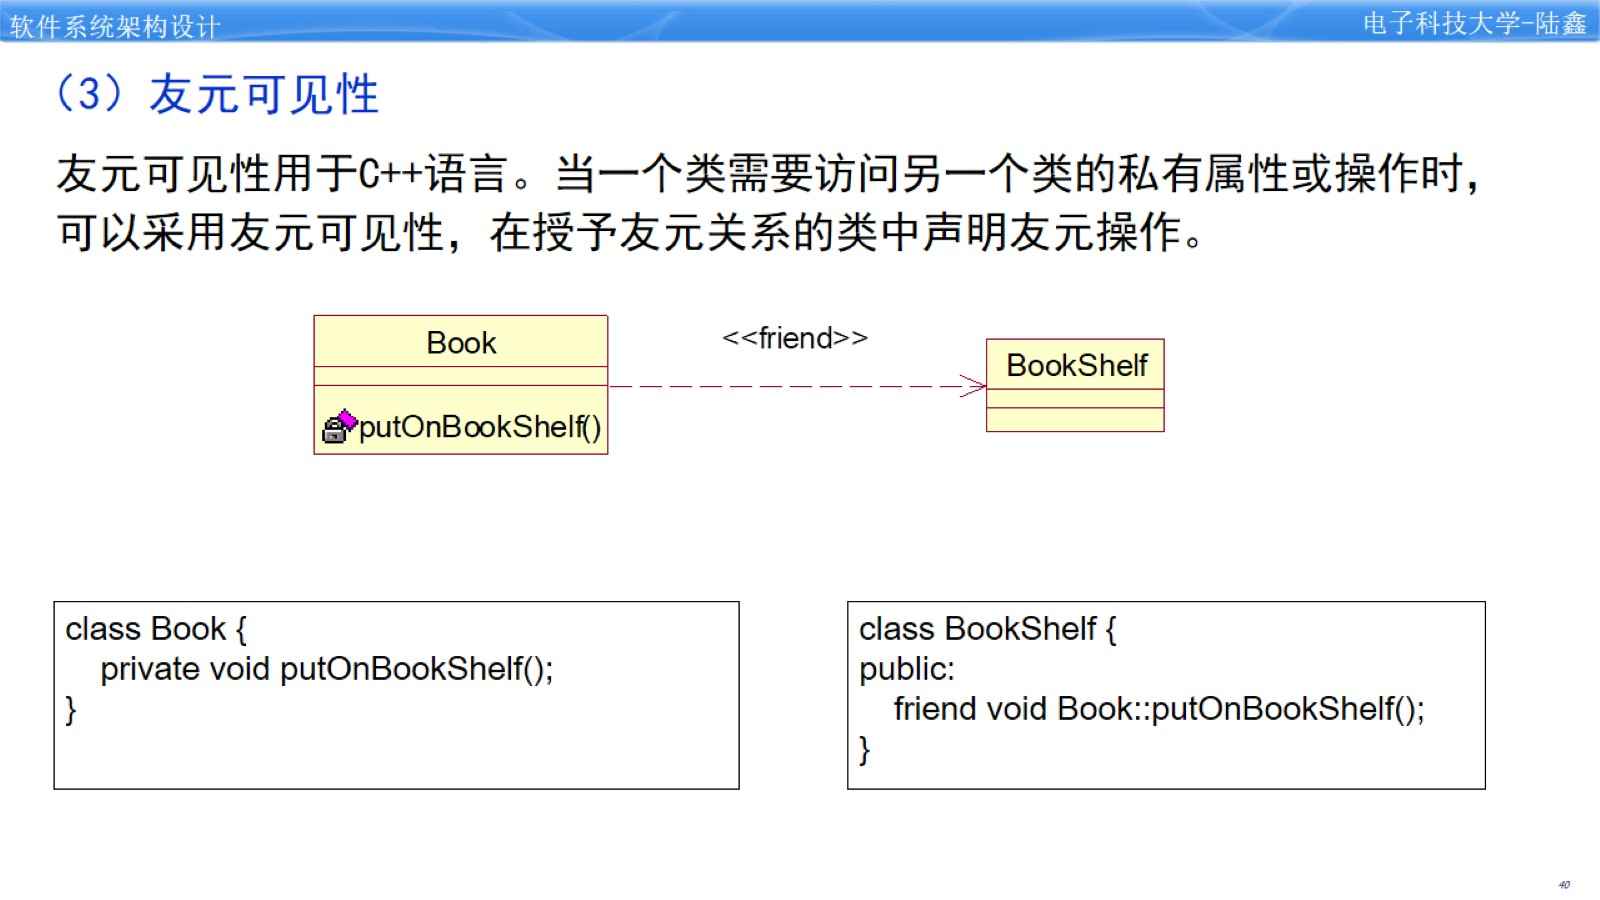 软件系统架构设计
电子科技大学-陆鑫
（3）友元可见性
友元可见性用于C++语言。当一个类需要访问另一个类的私有属性或操作时，
可以采用友元可见性，在授予友元关系的类中声明友元操作。
Book
<<friend>>
BookShelf
putOnBookShelf()
class Book {
private void putOnBookShelf();
}
class BookShelf {
public:
friend void Book::putOnBookShelf();
}
40